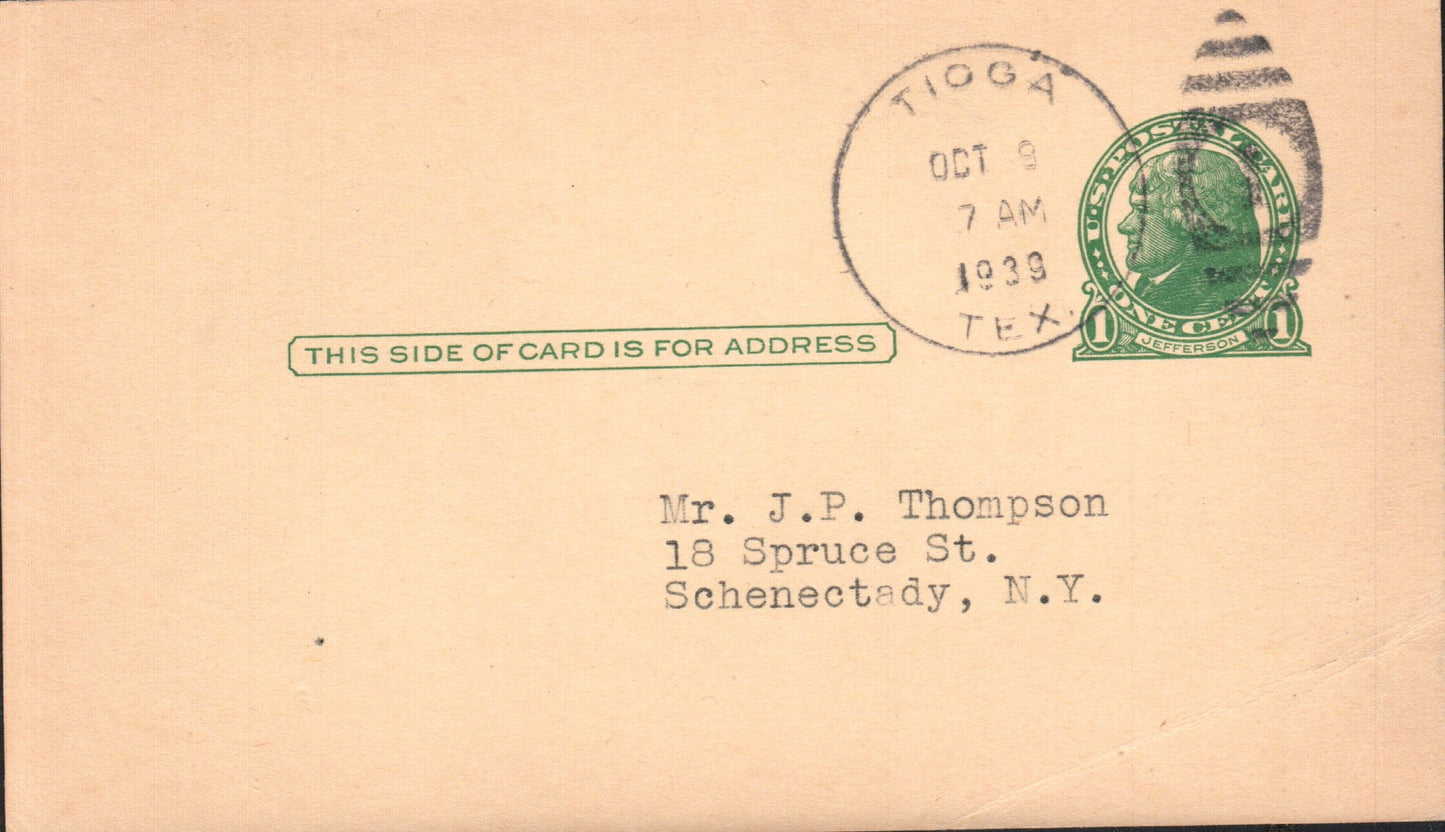 TIOGA
OCT 9
7 AM
1939
TEX.
U.S. POSTAL CARD
ONE CENT
1 JEFFERSON 1
THIS SIDE OF CARD IS FOR ADDRESS
Mr. J.P. Thompson
18 Spruce St.
Schenectady, N.Y.